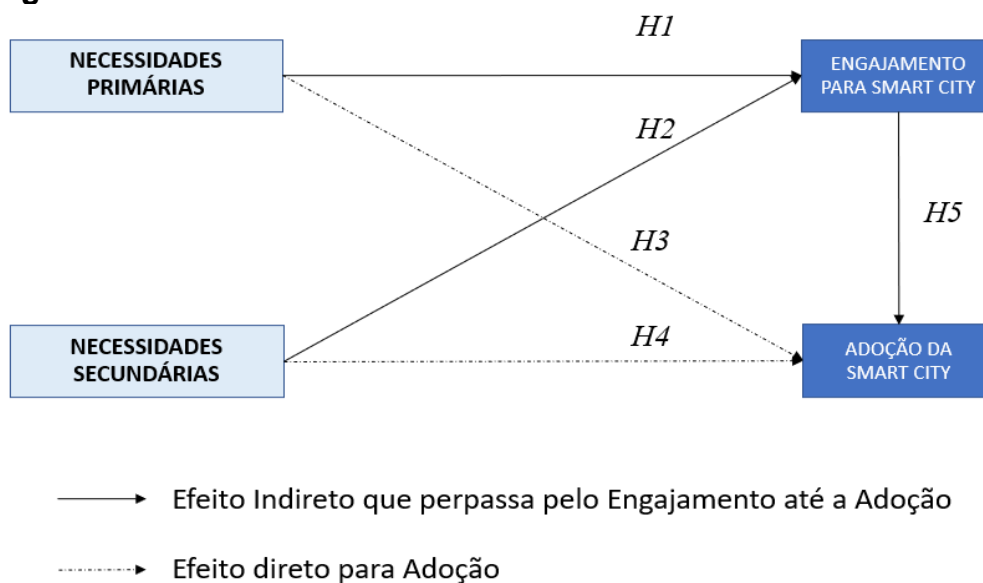 H1
NECESSIDADES
PRIMÁRIAS
ENGAJAMENTO
PARA SMART CITY
H2
H5
H3
NECESSIDADES
SECUNDÁRIAS
H4
ADOÇÃO DA
SMART CITY
Efeito Indireto que perpassa pelo Engajamento até a Adoção
Efeito direto para Adoção